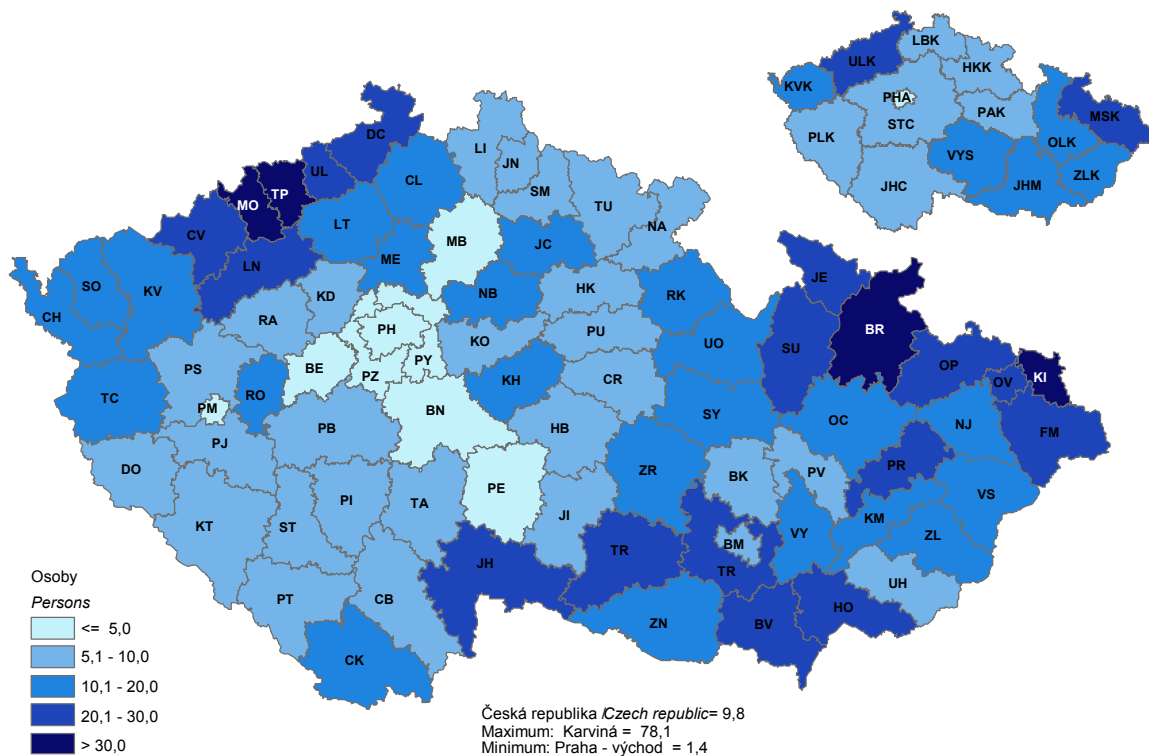 LBK
ULK
HKK
KVK
PHA
MSK
PAK
STC
PLK
OLK
VYS
ZLK
JHC
JHM
DC
LI
JN
UL
CL
SM
TP
MO
TU
LT
NA
CV
MB
JC
ME
LN
SO
KV
HK
KD
NB
RK
JE
CH
RA
PH
PU
BR
KO
UO
SU
PY
PS
BE
PZ
OP
KI
OV
CR
TC
RO
KH
PM
BN
SY
OC
NJ
FM
PB
HB
PJ
DO
ZR
PR
BK
PV
VS
PE
PI
TA
KT
ST
JI
KM
VY
ZL
BM
JH
TR
TR
UH
PT
CB
HO
ZN
BV
CK
Osoby
Persons
<= 5,0
5,1 - 10,0
10,1 - 20,0
20,1 - 30,0
> 30,0
Česká republika /Czech republic= 9,8
Maximum: Karviná = 78,1
Minimum: Praha - východ = 1,4